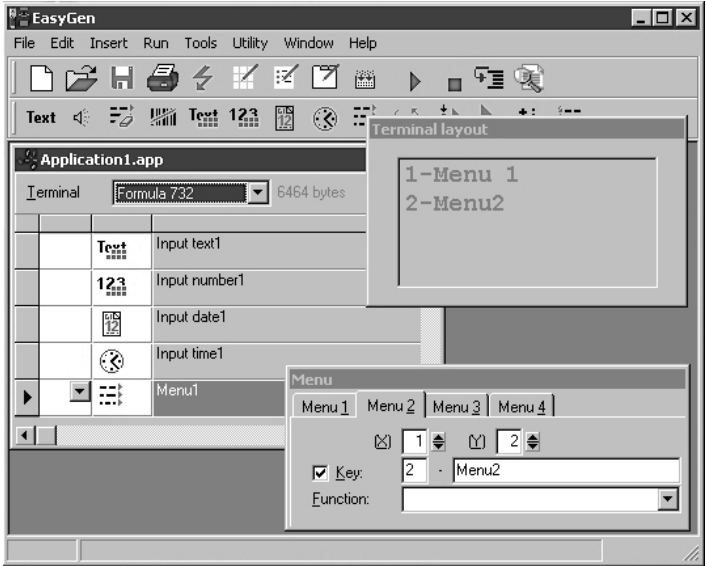 EasyGen
File Edit Insert Run Tools Utility Window Help
Text Text 123 12
Terminal layout
1-Menu 1
2-Menu2
Application1.app
Terminal Formula 732 6464 bytes
Text Input text1
123 Input number1
12 Input date1
Input time1
Menu1
Menu
Menu 1 Menu 2 Menu 3 Menu 4
(X) 1 (Y) 2
Key: 2 - Menu2
Function: